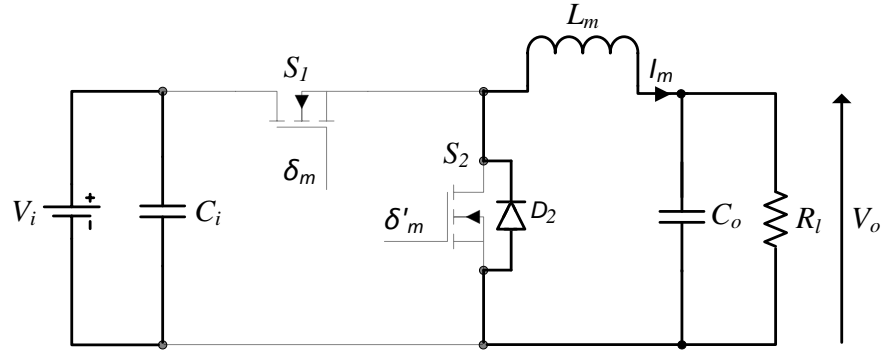 L_m
S_1
I_m
S_2
δ_m
V_i
+
-
C_i
δ'_m
D_2
C_o
R_l
V_o